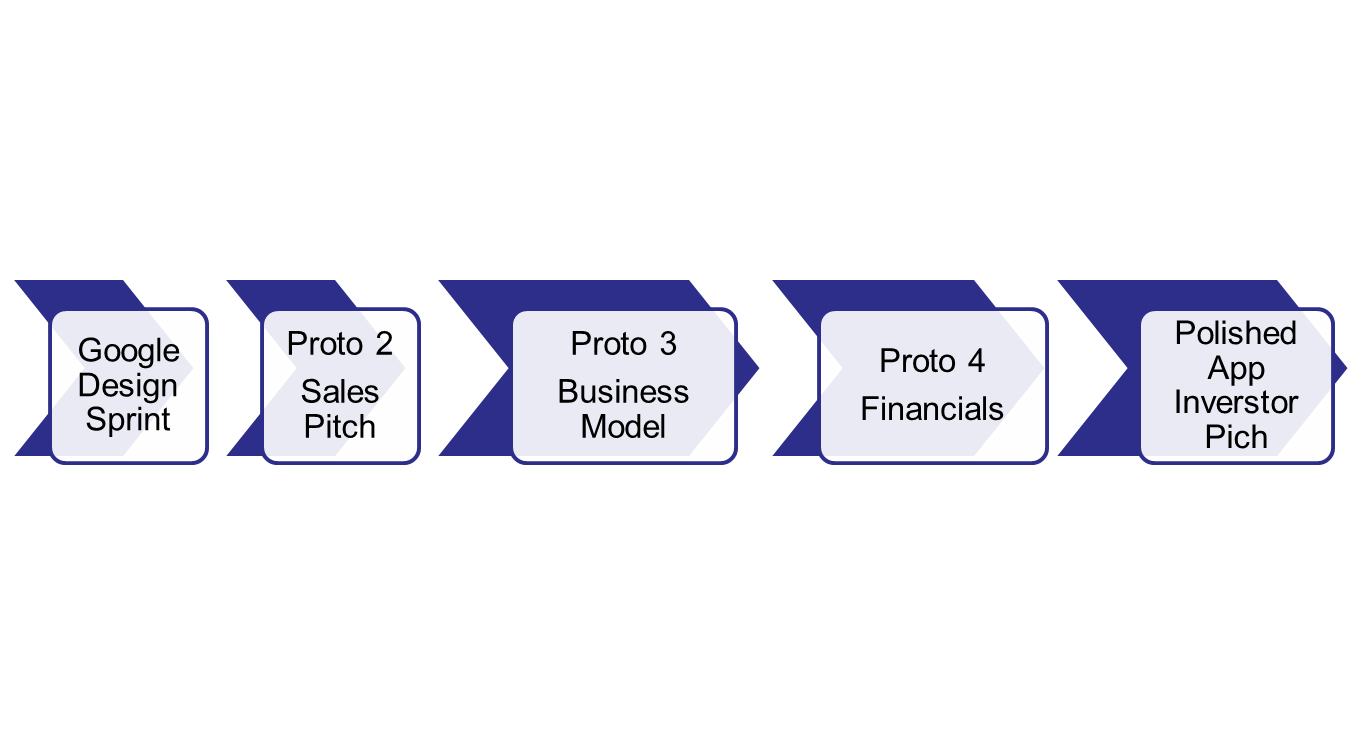 Google
Design
Sprint
Proto 2
Sales
Pitch
Proto 3
Business
Model
Proto 4
Financials
Polished
App
Inverstor
Pich